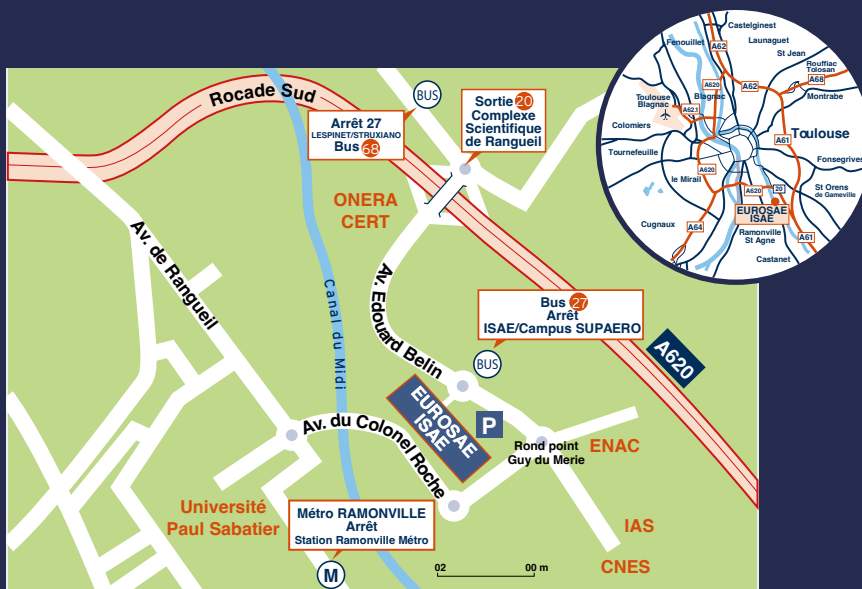 Rocade Sud
BUS
Arrêt 27
LESPINET/STRUXIANO
Bus 68
Sortie 20
Complexe
Scientifique
de Rangueil
ONERA
CERT
Av. de Rangueil
Canal du Midi
Av. Edouard Belin
Bus 27
Arrêt
ISAE/Campus SUPAERO
BUS
A620
EUROSAE
ISAE
P
Av. du Colonel Roche
Rond point
Guy du Merie
ENAC
Université
Paul Sabatier
Métro RAMONVILLE
Arrêt
Station Ramonville Métro
M
IAS
CNES
02 00 m
Castelginest
A62
Launaguet
Fenouillet
St Jean
Rouffiac
Tolosan
A620
A62
A68
Toulouse
Blagnac
Blagnac
Montrabe
A62.1
Colomiers
Toulouse
A61
Tournefeuille
Fonsegrives
A620
le Mirail
A620
20
St Orens
de Gameville
EUROSAE
ISAE
Cugnaux
A64
Ramonville
St Agne
A61
Castanet